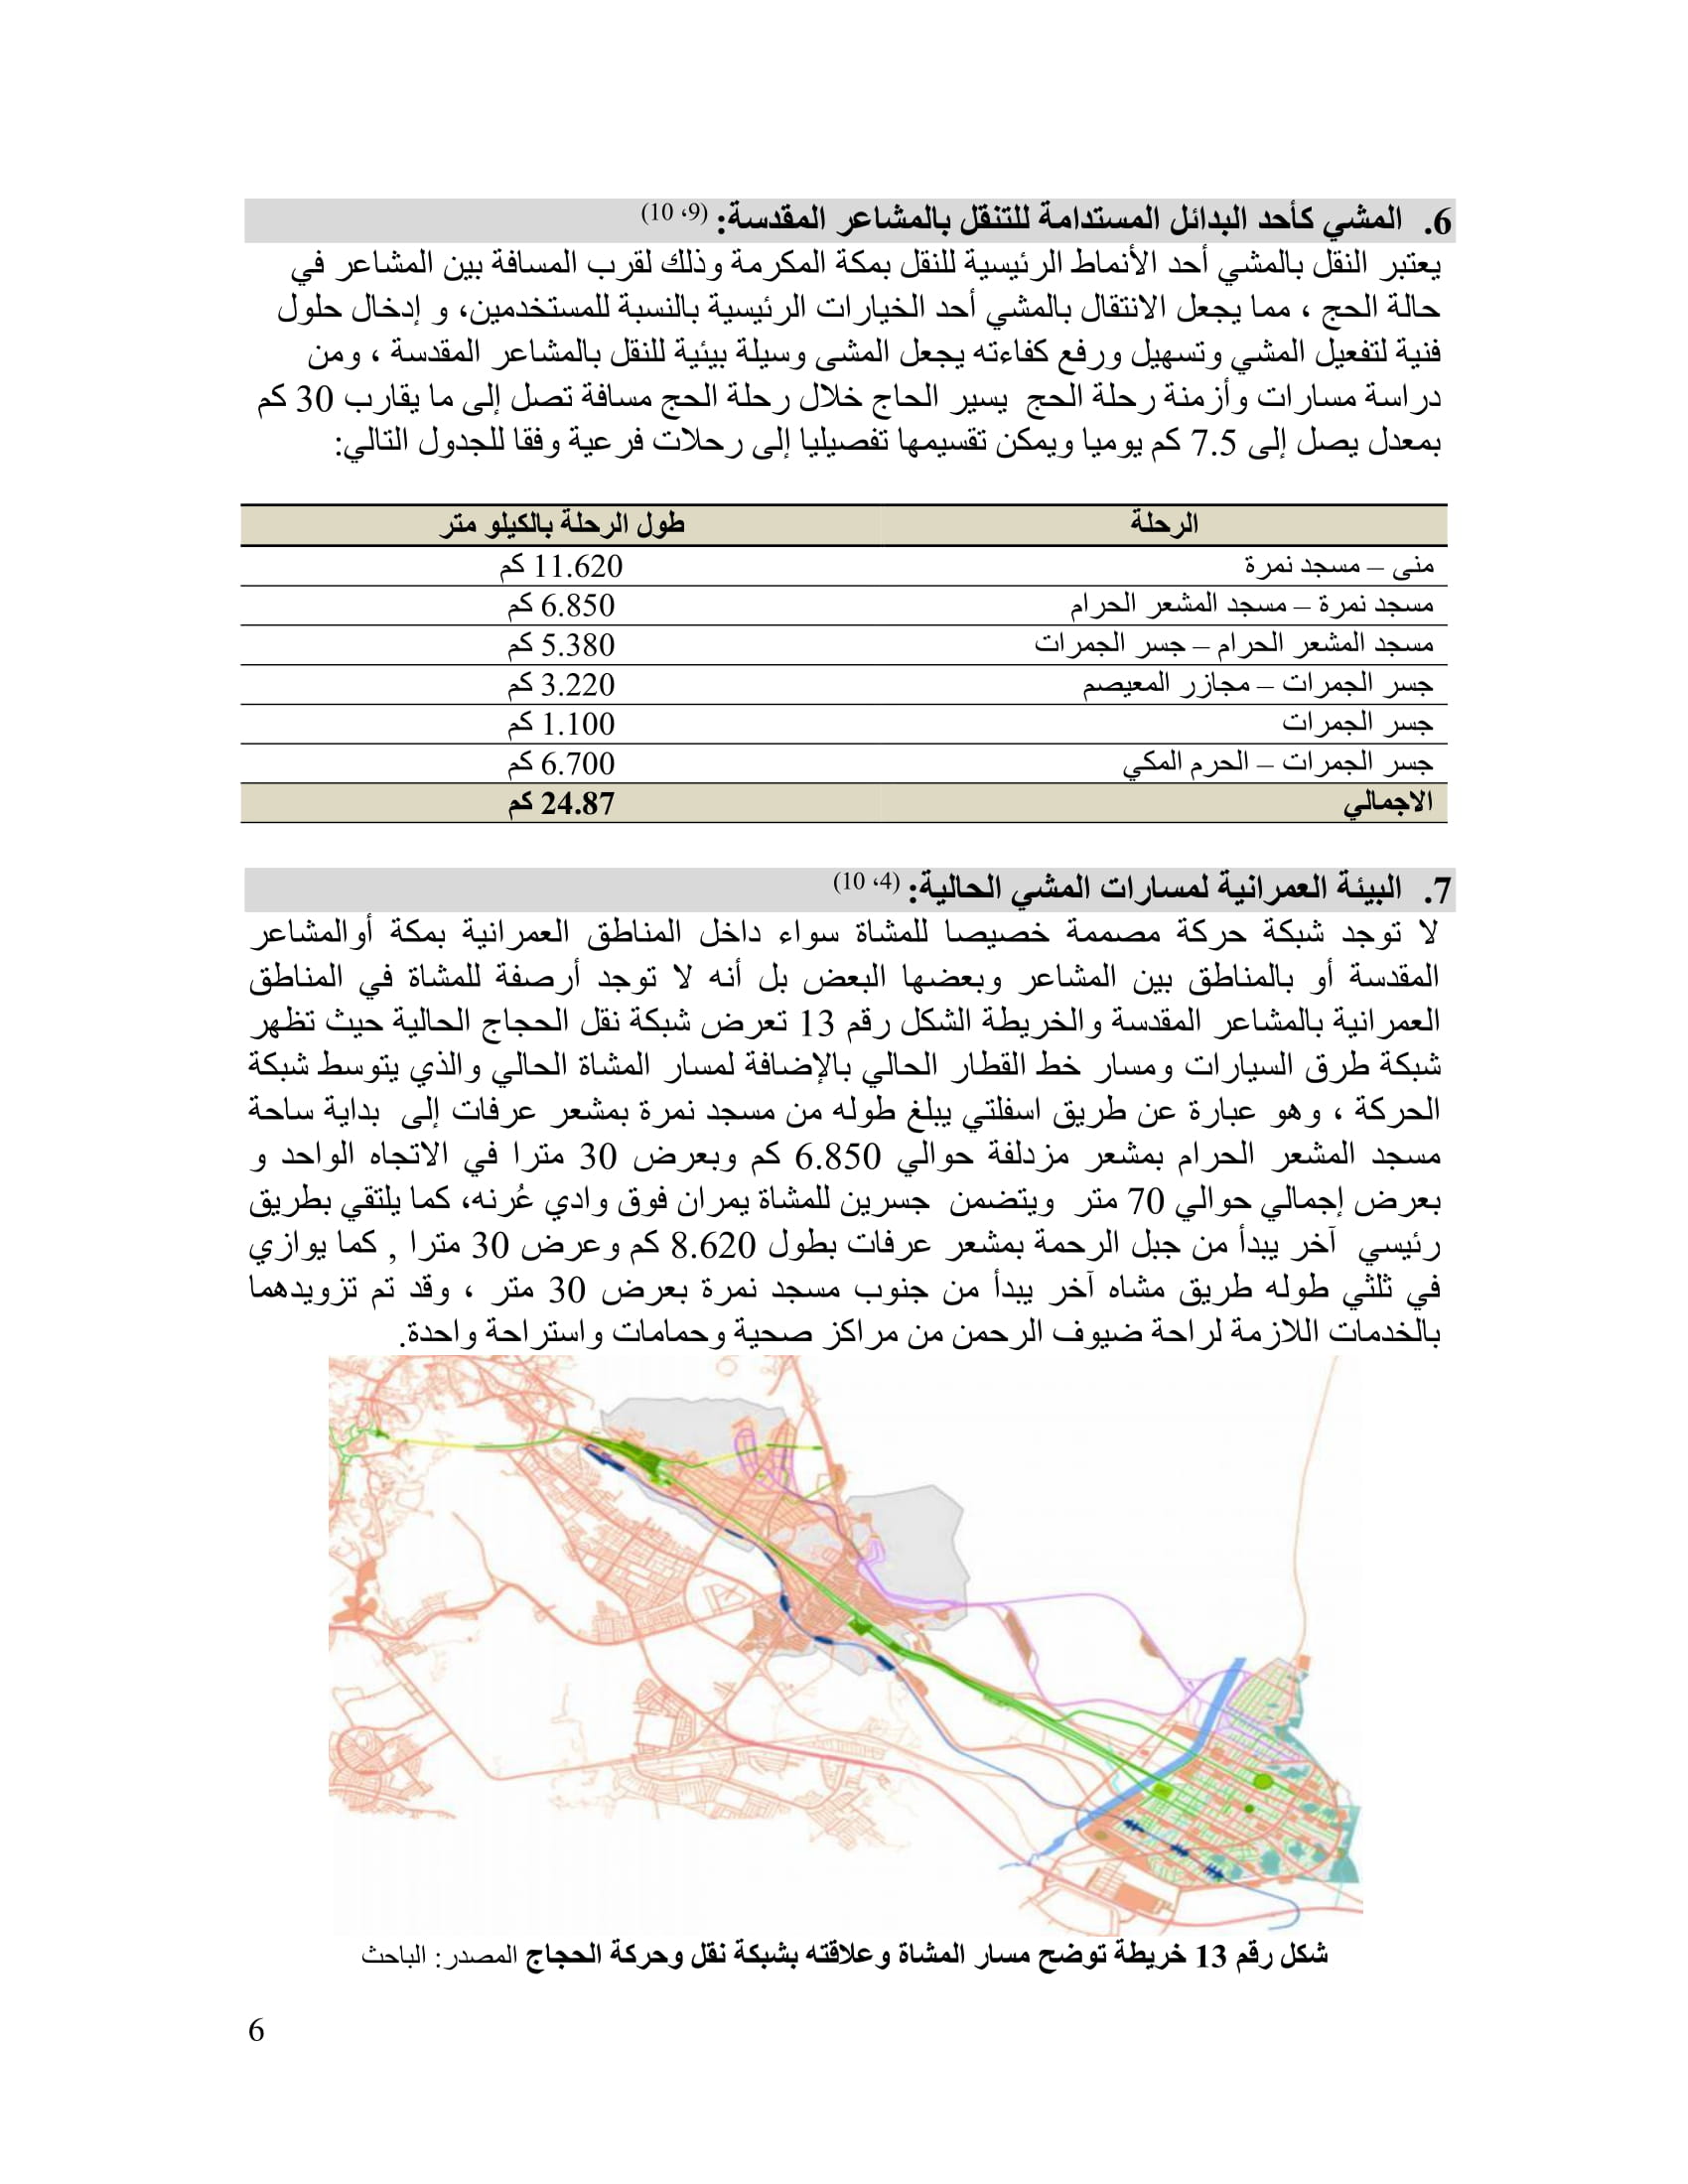 6. المشي كأحد البدائل المستدامة للتنقل بالمشاعر المقدسة: (9، 10)
يعتبر النقل بالمشي أحد الأنماط الرئيسية للنقل بمكة المكرمة وذلك لقرب المسافة بين المشاعر في
حالة الحج ، مما يجعل الانتقال بالمشي أحد الخيارات الرئيسية بالنسبة للمستخدمين، و إدخال حلول
فنية لتفعيل المشي وتسهيل ورفع كفاءته يجعل المشى وسيلة بيئية للنقل بالمشاعر المقدسة ، ومن
دراسة مسارات وأزمنة رحلة الحج يسير الحاج خلال رحلة الحج مسافة تصل إلى ما يقارب 30 كم
بمعدل يصل إلى 7.5 كم يوميا ويمكن تقسيمها تفصيليا إلى رحلات فرعية وفقا للجدول التالي:
الرحلة طول الرحلة بالكيلو متر
منى – مسجد نمرة 11.620 كم
مسجد نمرة – مسجد المشعر الحرام 6.850 كم
مسجد المشعر الحرام – جسر الجمرات 5.380 كم
جسر الجمرات – مجازر المعيصم 3.220 كم
جسر الجمرات 1.100 كم
جسر الجمرات – الحرم المكي 6.700 كم
الاجمالي 24.87 كم
7. البيئة العمرانية لمسارات المشي الحالية: (4، 10)
لا توجد شبكة حركة مصممة خصيصا للمشاة سواء داخل المناطق العمرانية بمكة أوالمشاعر
المقدسة أو بالمناطق بين المشاعر وبعضها البعض بل أنه لا توجد أرصفة للمشاة في المناطق
العمرانية بالمشاعر المقدسة والخريطة الشكل رقم 13 تعرض شبكة نقل الحجاج الحالية حيث تظهر
شبكة طرق السيارات ومسار خط القطار الحالي بالإضافة لمسار المشاة الحالي والذي يتوسط شبكة
الحركة ، وهو عبارة عن طريق اسفلتي يبلغ طوله من مسجد نمرة بمشعر عرفات إلى بداية ساحة
مسجد المشعر الحرام بمشعر مزدلفة حوالي 6.850 كم وبعرض 30 مترا في الاتجاه الواحد و
بعرض إجمالي حوالي 70 متر ويتضمن جسرين للمشاة يمران فوق وادي عُرنه، كما يلتقي بطريق
رئيسي آخر يبدأ من جبل الرحمة بمشعر عرفات بطول 8.620 كم وعرض 30 مترا , كما يوازي
في ثلثي طوله طريق مشاه آخر يبدأ من جنوب مسجد نمرة بعرض 30 متر ، وقد تم تزويدهما
بالخدمات اللازمة لراحة ضيوف الرحمن من مراكز صحية وحمامات واستراحة واحدة.
شكل رقم 13 خريطة توضح مسار المشاة وعلاقته بشبكة نقل وحركة الحجاج المصدر: الباحث
6